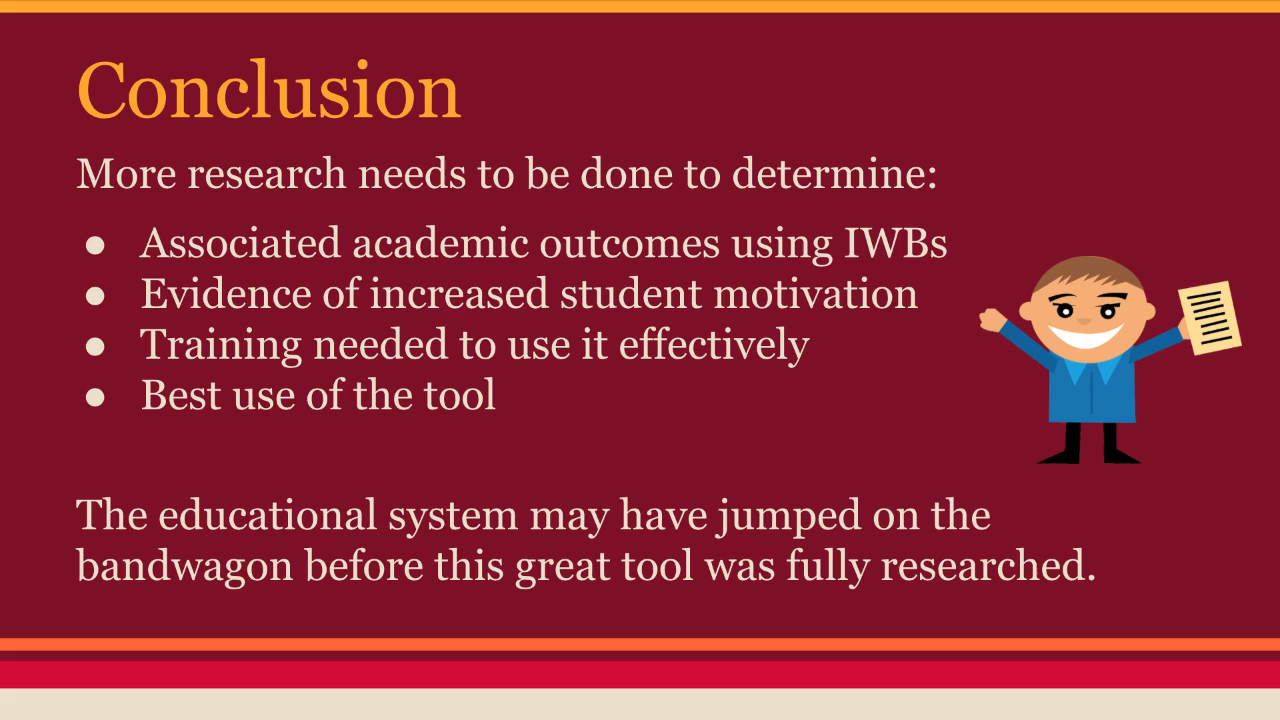 Conclusion
More research needs to be done to determine:
● Associated academic outcomes using IWBs
● Evidence of increased student motivation
● Training needed to use it effectively
● Best use of the tool
The educational system may have jumped on the
bandwagon before this great tool was fully researched.